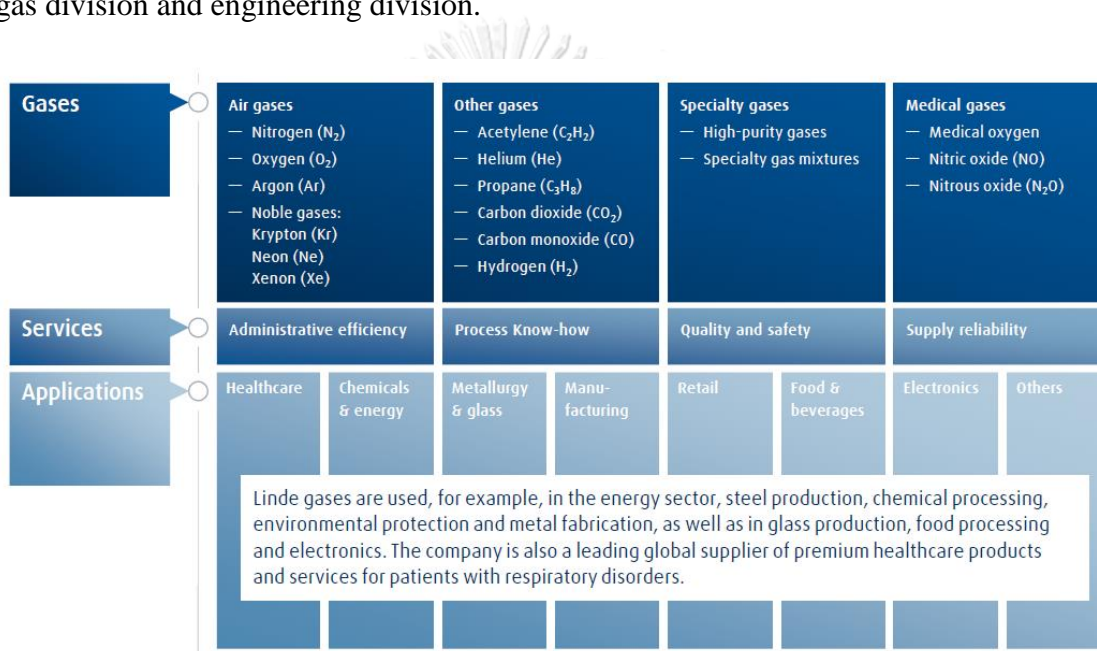 gas division and engineering division.
Gases
Air gases
— Nitrogen (N₂)
— Oxygen (O₂)
— Argon (Ar)
— Noble gases:
Krypton (Kr)
Neon (Ne)
Xenon (Xe)
Other gases
— Acetylene (C₂H₂)
— Helium (He)
— Propane (C₃H₈)
— Carbon dioxide (CO₂)
— Carbon monoxide (CO)
— Hydrogen (H₂)
Specialty gases
— High-purity gases
— Specialty gas mixtures
Medical gases
— Medical oxygen
— Nitric oxide (NO)
— Nitrous oxide (N₂O)
Services
Administrative efficiency
Process Know-how
Quality and safety
Supply reliability
Applications
Healthcare
Chemicals
& energy
Metallurgy
& glass
Manu-
facturing
Retail
Food &
beverages
Electronics
Others
Linde gases are used, for example, in the energy sector, steel production, chemical processing,
environmental protection and metal fabrication, as well as in glass production, food processing
and electronics. The company is also a leading global supplier of premium healthcare products
and services for patients with respiratory disorders.